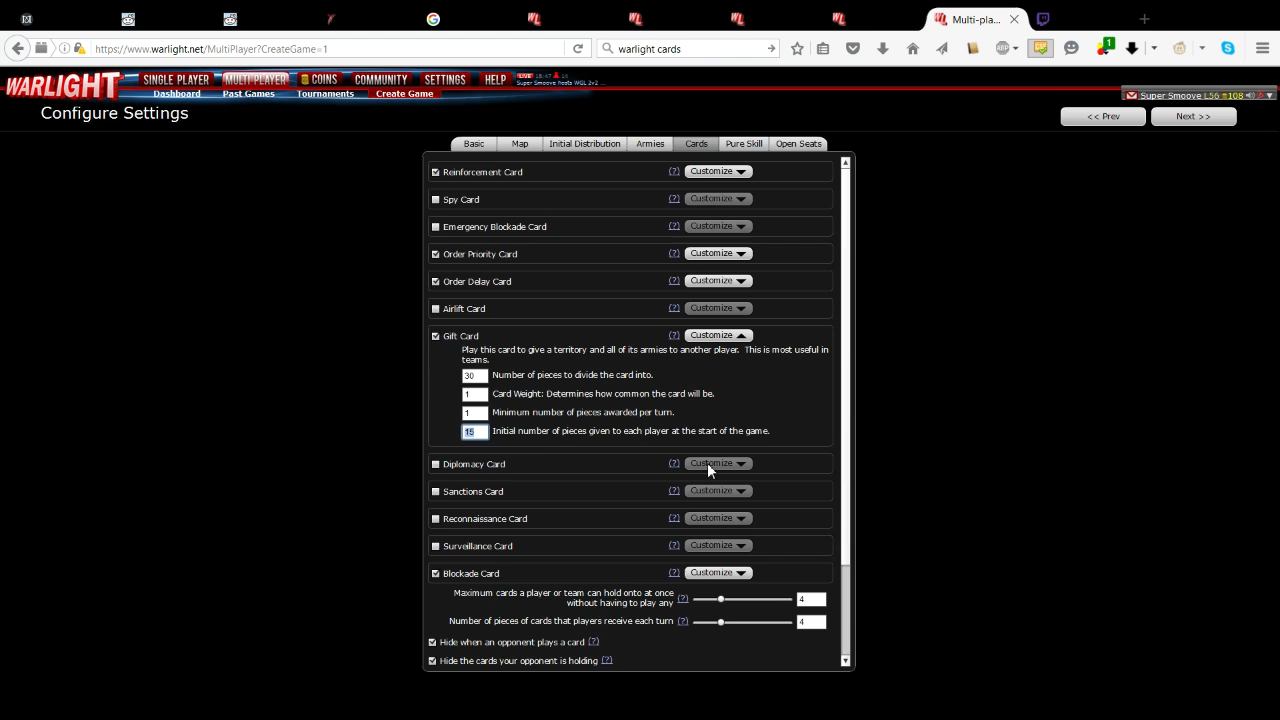 Multi-pla...
https://www.warlight.net/MultiPlayer?CreateGame=1
warlight cards
WARLIGHT
SINGLE PLAYER MULTI-PLAYER COINS COMMUNITY SETTINGS HELP
Dashboard Past Games Tournaments Create Game
Super Smoove L56
Configure Settings
<< Prev Next >>
Basic Map Initial Distribution Armies Cards Pure Skill Open Seats
Reinforcement Card (?) Customize
Spy Card (?) Customize
Emergency Blockade Card (?) Customize
Order Priority Card (?) Customize
Order Delay Card (?) Customize
Airlift Card (?) Customize
Gift Card (?) Customize
Play this card to give a territory and all of its armies to another player. This is most useful in
teams.
30 Number of pieces to divide the card into.
1 Card Weight: Determines how common the card will be.
1 Minimum number of pieces awarded per turn.
15 Initial number of pieces given to each player at the start of the game.
Diplomacy Card (?) Customize
Sanctions Card (?) Customize
Reconnaissance Card (?) Customize
Surveillance Card (?) Customize
Blockade Card (?) Customize
Maximum cards a player or team can hold onto at once
without having to play any (?) 4
Number of pieces of cards that players receive each turn (?) 4
Hide when an opponent plays a card (?)
Hide the cards your opponent is holding (?)